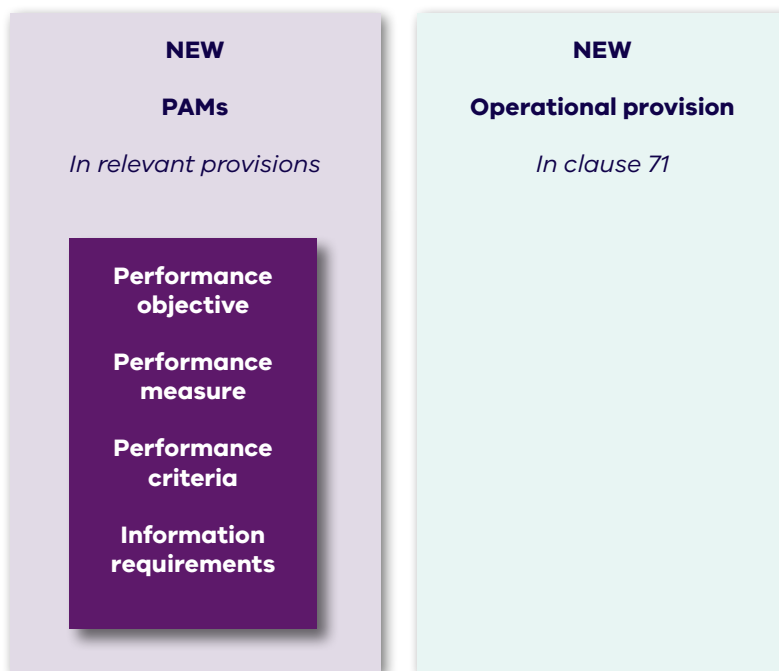 NEW
PAMs
In relevant provisions
Performance
objective
Performance
measure
Performance
criteria
Information
requirements
NEW
Operational provision
In clause 71